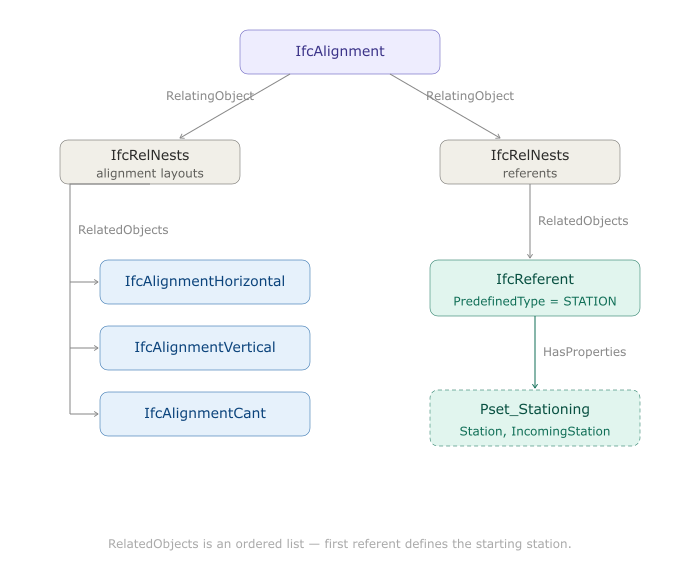 IfcAlignment
RelatingObject
RelatingObject
IfcRelNests
alignment layouts
IfcRelNests
referents
RelatedObjects
RelatedObjects
IfcAlignmentHorizontal
IfcReferent
PredefinedType = STATION
IfcAlignmentVertical
HasProperties
IfcAlignmentCant
Pset_Stationing
Station, IncomingStation
RelatedObjects is an ordered list — first referent defines the starting station.